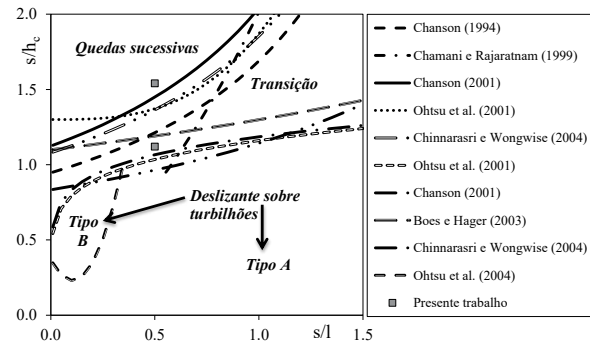 s/h_c
2.0
1.5
1.0
0.5
0.0
0.0 0.5 1.0 s/l 1.5
Quedas sucessivas
Transição
Deslizante sobre
turbilhões
Tipo
B
Tipo A
Chanson (1994)
Chamani e Rajaratnam (1999)
Chanson (2001)
Ohtsu et al. (2001)
Chinnarasri e Wongwise (2004)
Ohtsu et al. (2001)
Chanson (2001)
Boes e Hager (2003)
Chinnarasri e Wongwise (2004)
Ohtsu et al. (2004)
Presente trabalho